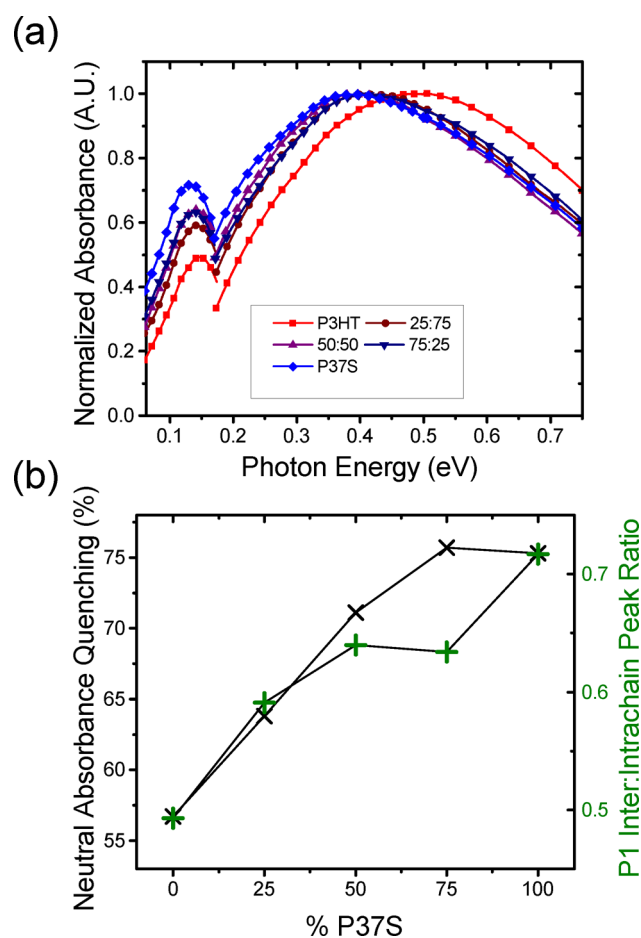 (a)
Normalized Absorbance (A.U.)
1.0
0.8
0.6
0.4
0.2
0.0
P3HT 25:75
50:50 75:25
P37S
0.1 0.2 0.3 0.4 0.5 0.6 0.7
Photon Energy (eV)
(b)
Neutral Absorbance Quenching (%)
75
70
65
60
55
0.7
0.6
0.5
P1 Inter:Intrachain Peak Ratio
0 25 50 75 100
% P37S